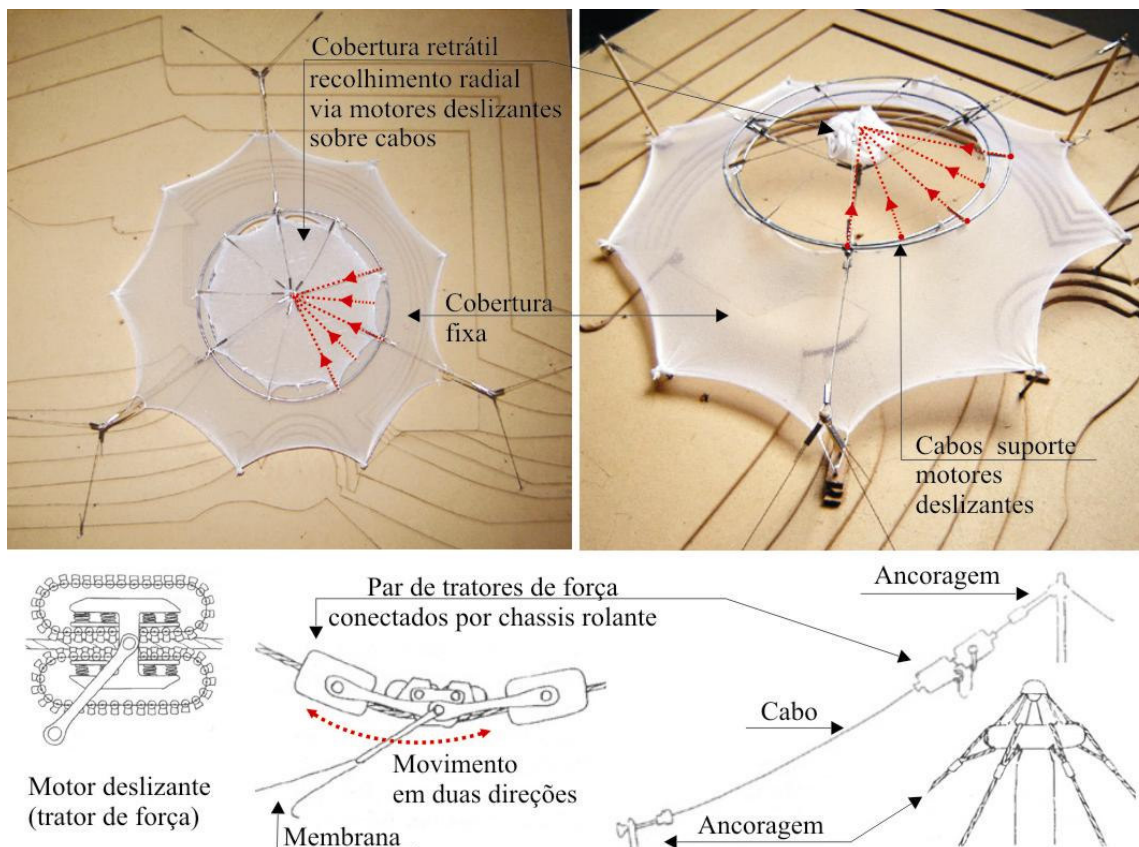 Cobertura retrátil
recolhimento radial
via motores deslizantes
sobre cabos
Cobertura
fixa
Cabos suporte
motores
deslizantes
Par de tratores de força
conectados por chassis rolante
Ancoragem
Cabo
Movimento
em duas direções
Motor deslizante
(trator de força)
Membrana
Ancoragem